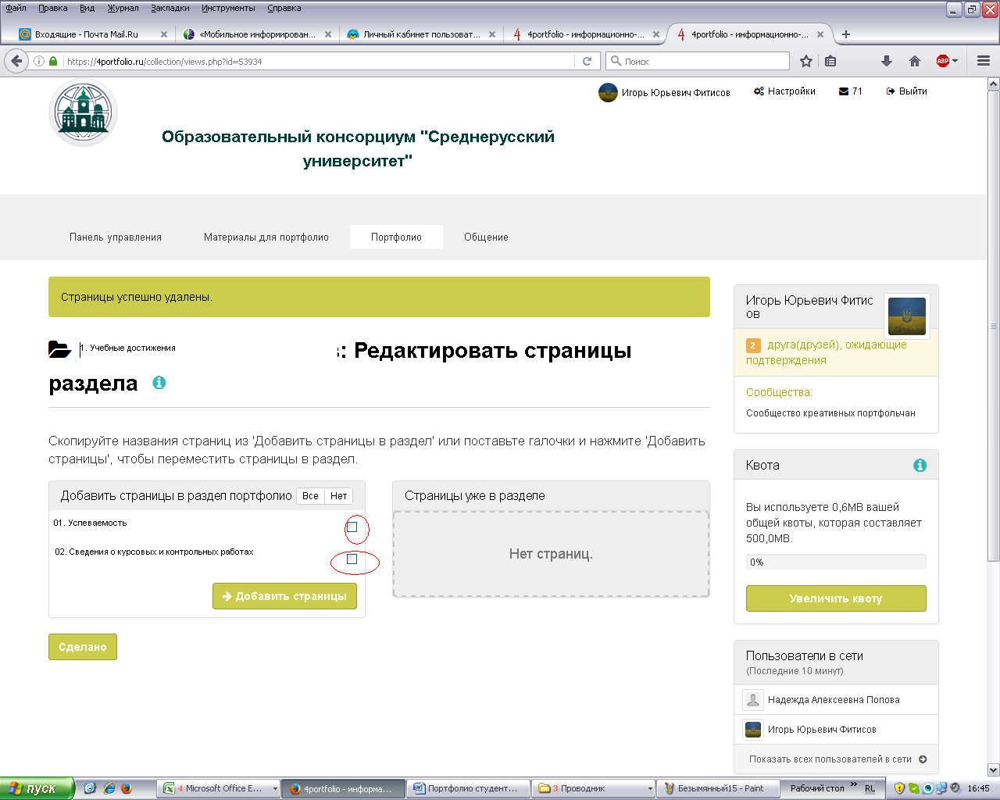 Файл Правка Вид Журнал Закладки Инструменты Справка
Входящие - Почта Mail.Ru
«Мобильное информирован...
Личный кабинет пользоват...
4portfolio - информационно-...
4portfolio - информационно-...
https://4portfolio.ru/collection/views.php?id=53934
Поиск
ABP
Игорь Юрьевич Фитисов
Настройки
71
Выйти
Образовательный консорциум "Среднерусский
университет"
Панель управления
Материалы для портфолио
Портфолио
Общение
Страницы успешно удалены.
1. Учебные достижения
: Редактировать страницы
раздела
Скопируйте названия страниц из 'Добавить страницы в раздел' или поставьте галочки и нажмите 'Добавить
страницы', чтобы переместить страницы в раздел.
Добавить страницы в раздел портфолио Все Нет
01. Успеваемость
02. Сведения о курсовых и контрольных работах
Добавить страницы
Страницы уже в разделе
Нет страниц.
Сделано
Игорь Юрьевич Фитис
ов
2 друга(друзей), ожидающие
подтверждения
Сообщества:
Сообщество креативных портфольчан
Квота
Вы используете 0,6MB вашей
общей квоты, которая составляет
500,0MB.
0%
Увеличить квоту
Пользователи в сети
(Последние 10 минут)
Надежда Алексеевна Попова
Игорь Юрьевич Фитисов
Показать всех пользователей в сети
пуск
4 Microsoft Office E...
4portfolio - информа...
Портфолио студент...
3 Проводник
Безымянный15 - Paint
Рабочий стол
»
RL
16:45